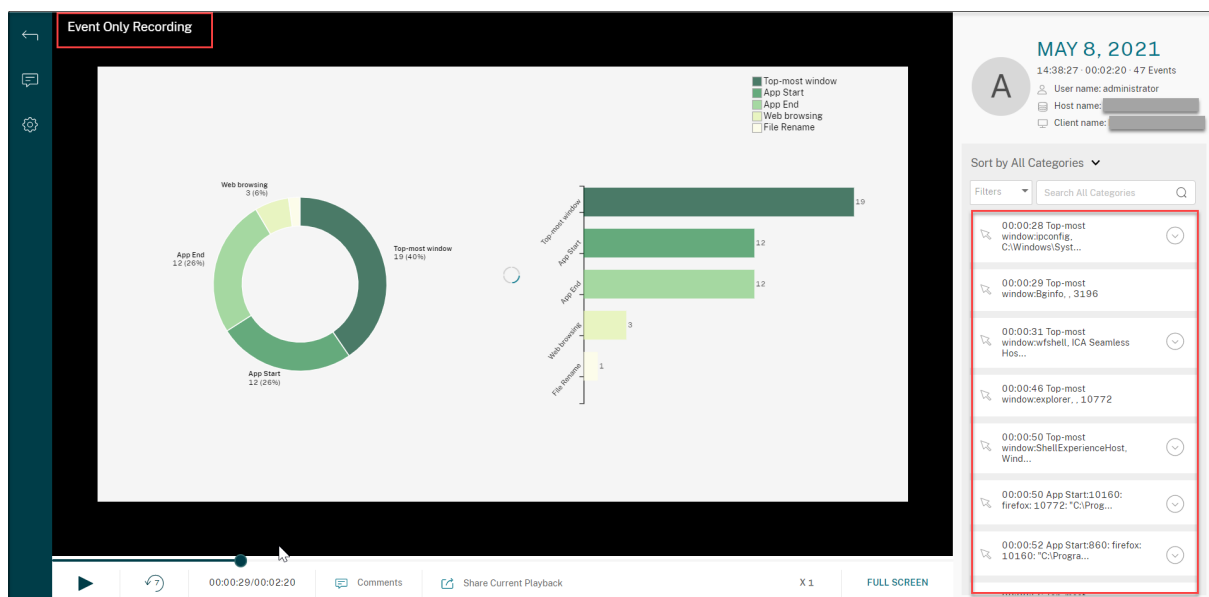 Event Only Recording
Top-most window
App Start
App End
Web browsing
File Rename
Web browsing
3 (6%)
App End
12 (26%)
Top-most window
19 (40%)
App Start
12 (26%)
Top-most window
19
App Start
12
App End
12
Web browsing
3
File Rename
1
7
00:00:29/00:02:20
Comments
Share Current Playback
X 1
FULL SCREEN
MAY 8, 2021
14:38:27 · 00:02:20 · 47 Events
A
User name: administrator
Host name:
Client name:
Sort by All Categories
Filters
Search All Categories
00:00:28 Top-most
window:ipconfig,
C:\Windows\Syst...
00:00:29 Top-most
window:Bginfo, , 3196
00:00:31 Top-most
window:wfshell, ICA Seamless
Hos...
00:00:46 Top-most
window:explorer, , 10772
00:00:50 Top-most
window:ShellExperienceHost,
Wind...
00:00:50 App Start:10160:
firefox: 10772: "C:\Prog...
00:00:52 App Start:860: firefox:
10160: "C:\Progra...